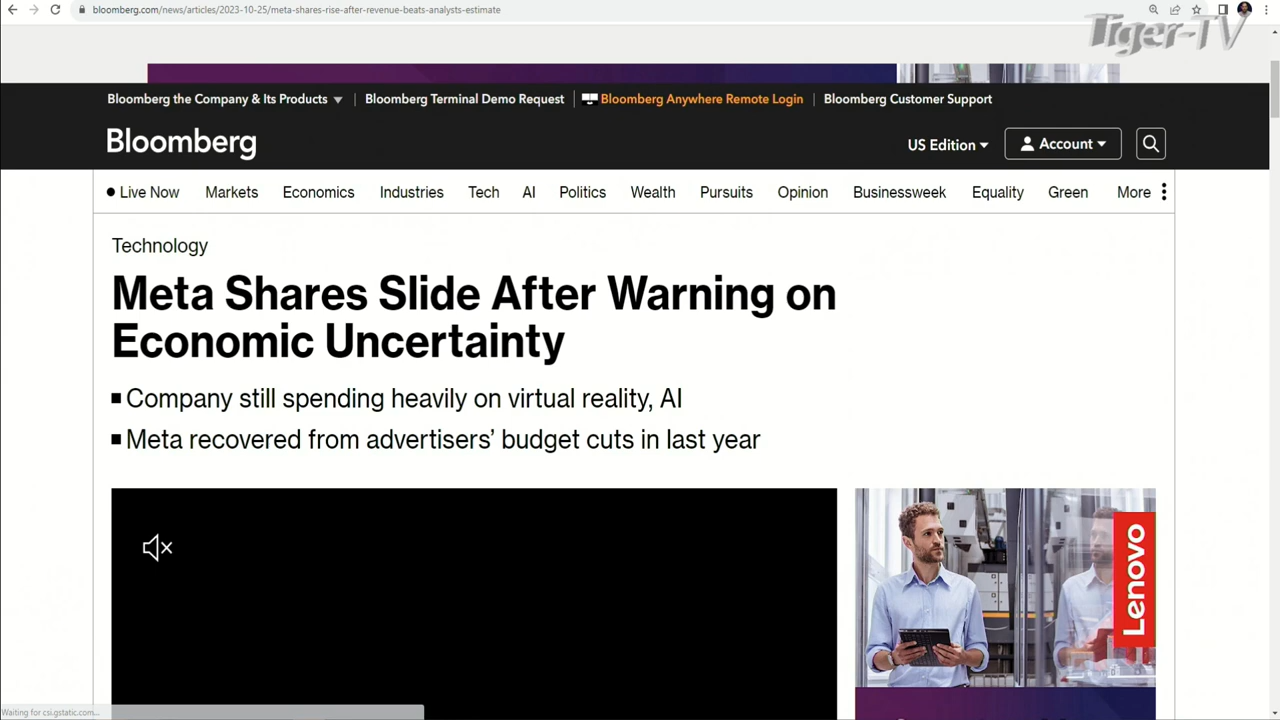 bloomberg.com/news/articles/2023-10-25/meta-shares-rise-after-revenue-beats-analysts-estimate
Tiger-TV
Bloomberg the Company & Its Products
Bloomberg Terminal Demo Request
Bloomberg Anywhere Remote Login
Bloomberg Customer Support
Bloomberg
US Edition
Account
Live Now
Markets
Economics
Industries
Tech
AI
Politics
Wealth
Pursuits
Opinion
Businessweek
Equality
Green
More
Technology
Meta Shares Slide After Warning on
Economic Uncertainty
Company still spending heavily on virtual reality, AI
Meta recovered from advertisers’ budget cuts in last year
Lenovo
Waiting for csi.gstatic.com...